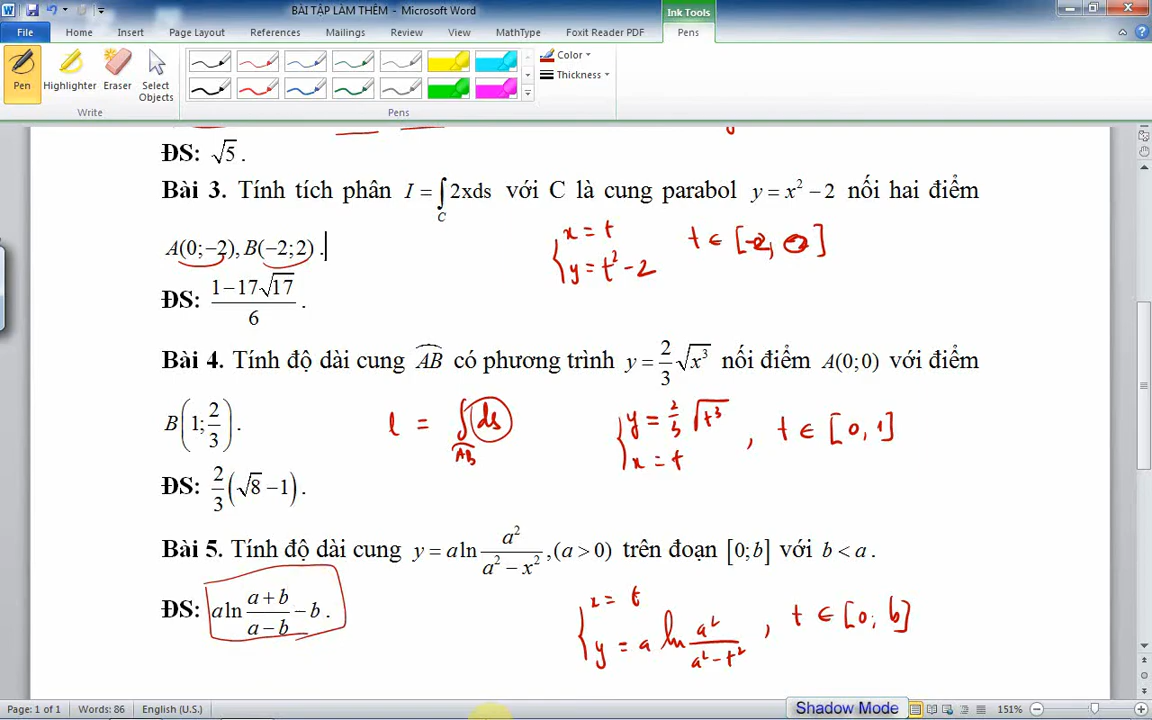 BÀI TẬP LÀM THÊM - Microsoft Word
Ink Tools
File Home Insert Page Layout References Mailings Review View MathType Foxit Reader PDF Pens
Pen Highlighter Eraser Select Objects
Color
Thickness
Write Pens
ĐS: √5 .
Bài 3. Tính tích phân I = ∫_C 2xds với C là cung parabol y = x² − 2 nối hai điểm
A(0;−2), B(−2;2) .
x = t
y = t² − 2
t ∈ [-2, 0]
ĐS: (1−17√17)/6 .
Bài 4. Tính độ dài cung AB có phương trình y = 2/3 √x³ nối điểm A(0;0) với điểm
B(1; 2/3) .
l = ∫_AB ds
y = 2/3 √t³
x = t
, t ∈ [0, 1]
ĐS: 2/3 (√8 −1) .
Bài 5. Tính độ dài cung y = a ln a²/(a² − x²) ,(a > 0) trên đoạn [0;b] với b < a .
ĐS: a ln (a+b)/(a−b) − b .
x = t
y = a ln a²/(a² − t²)
, t ∈ [0; b]
Page: 1 of 1 Words: 86 English (U.S.) Shadow Mode 151%